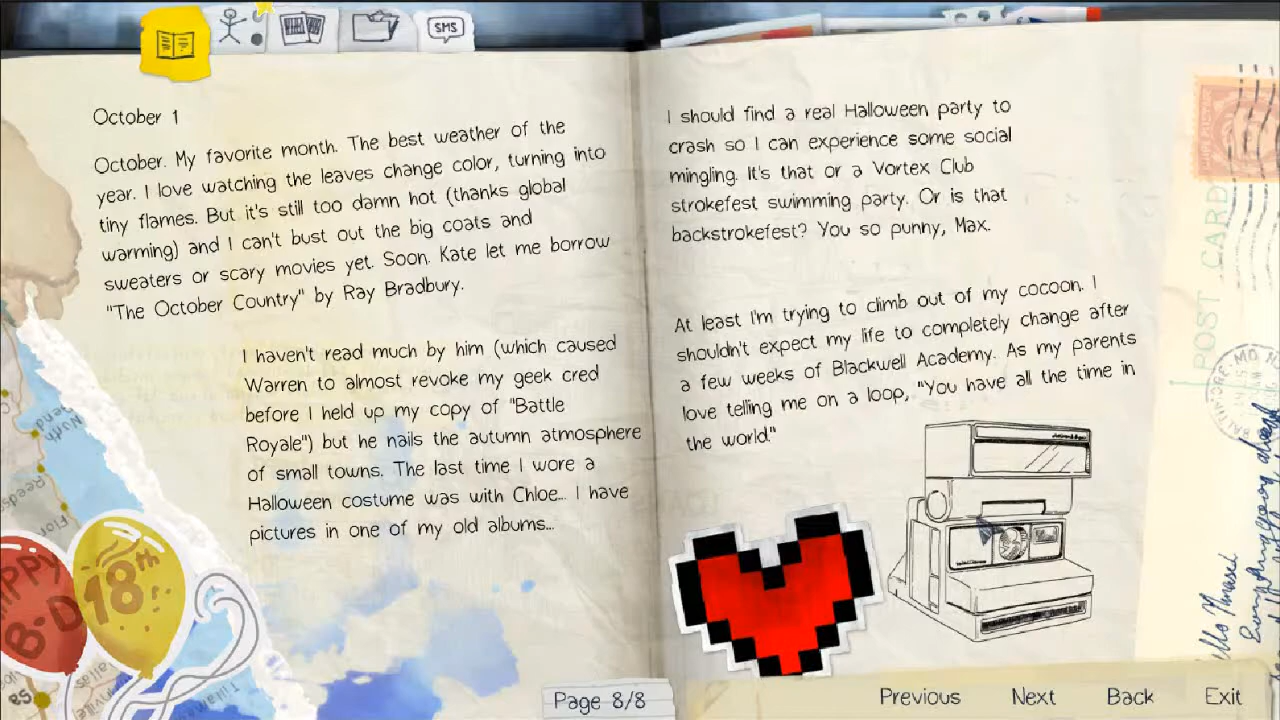 SMS
October 1
October. My favorite month. The best weather of the
year. I love watching the leaves change color, turning into
tiny flames. But it's still too damn hot (thanks global
warming) and I can't bust out the big coats and
sweaters or scary movies yet. Soon. Kate let me borrow
"The October Country" by Ray Bradbury.
I haven't read much by him (which caused
Warren to almost revoke my geek cred
before I held up my copy of "Battle
Royale") but he nails the autumn atmosphere
of small towns. The last time I wore a
Halloween costume was with Chloe... I have
pictures in one of my old albums...
I should find a real Halloween party to
crash so I can experience some social
mingling. It's that or a Vortex Club
strokefest swimming party. Or is that
backstrokefest? You so punny, Max.
At least I'm trying to climb out of my cocoon. I
shouldn't expect my life to completely change after
a few weeks of Blackwell Academy. As my parents
love telling me on a loop, "You have all the time in
the world."
POST CARD
North
Bend
18th
Page 8/8
Previous
Next
Back
Exit